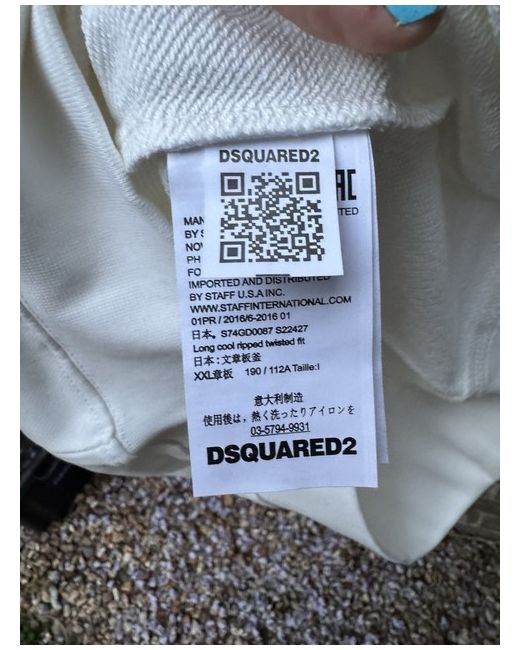 DSQUARED2
MAN
BY S
NOV
PH
FO
TED
IMPORTED AND DISTRIBUTED
BY STAFF U.S.A INC.
WWW.STAFFINTERNATIONAL.COM
01PR / 2016/6-2016 01
日本。S74GD0087 S22427
Long cool ripped twisted fit
日本:文章板釜
XXL章板 190 / 112A Taille:I
意大利制造
使用後は,熱く洗ったりアイロンを
03-5794-9931
DSQUARED2